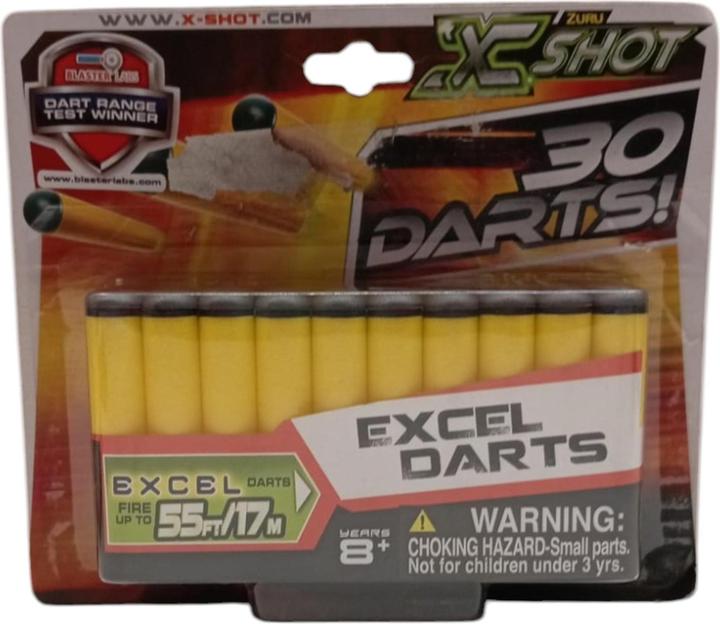 WWW.X-SHOT.COM
ZURU
X SHOT
BLASTER LABS
DART RANGE
TEST WINNER
www.blasterlabs.com
30
DARTS!
EXCEL
DARTS
EXCEL DARTS
FIRE
UP TO 55FT/17M
YEARS
8+
WARNING:
CHOKING HAZARD-Small parts.
Not for children under 3 yrs.